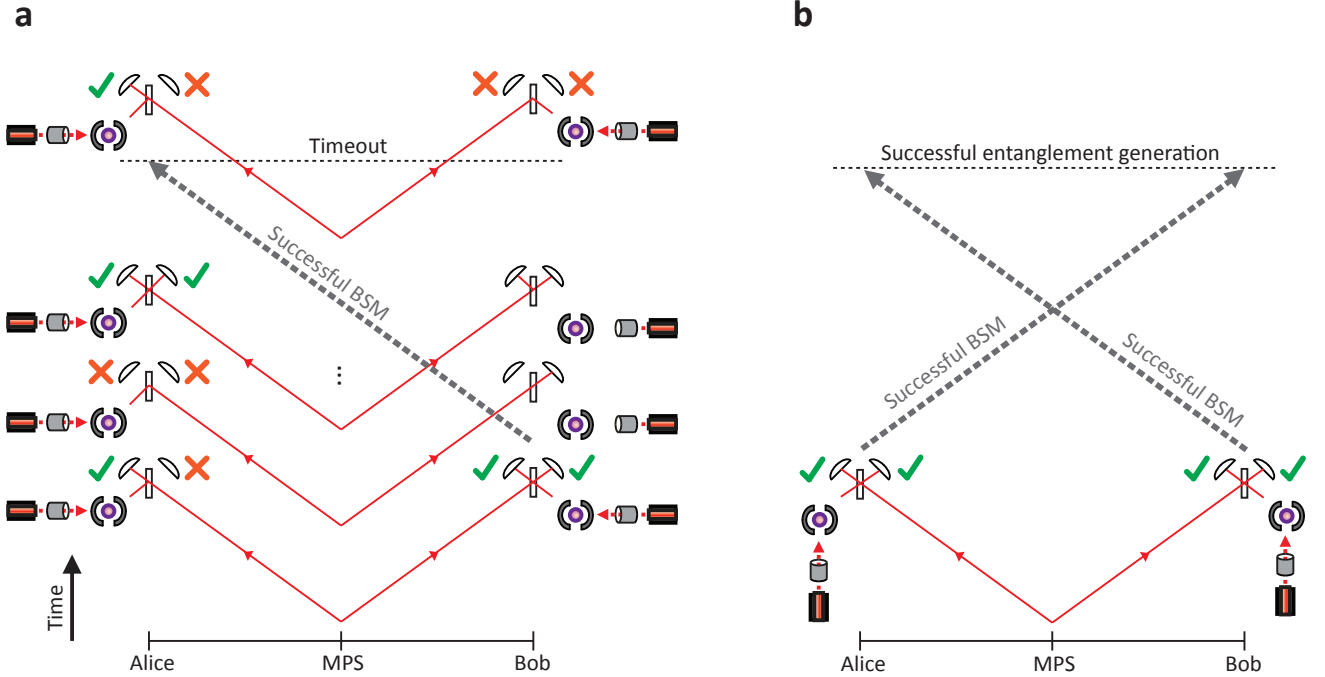 a
Timeout
Successful BSM
⋮
Time
Alice
MPS
Bob
b
Successful entanglement generation
Successful BSM
Successful BSM
Alice
MPS
Bob